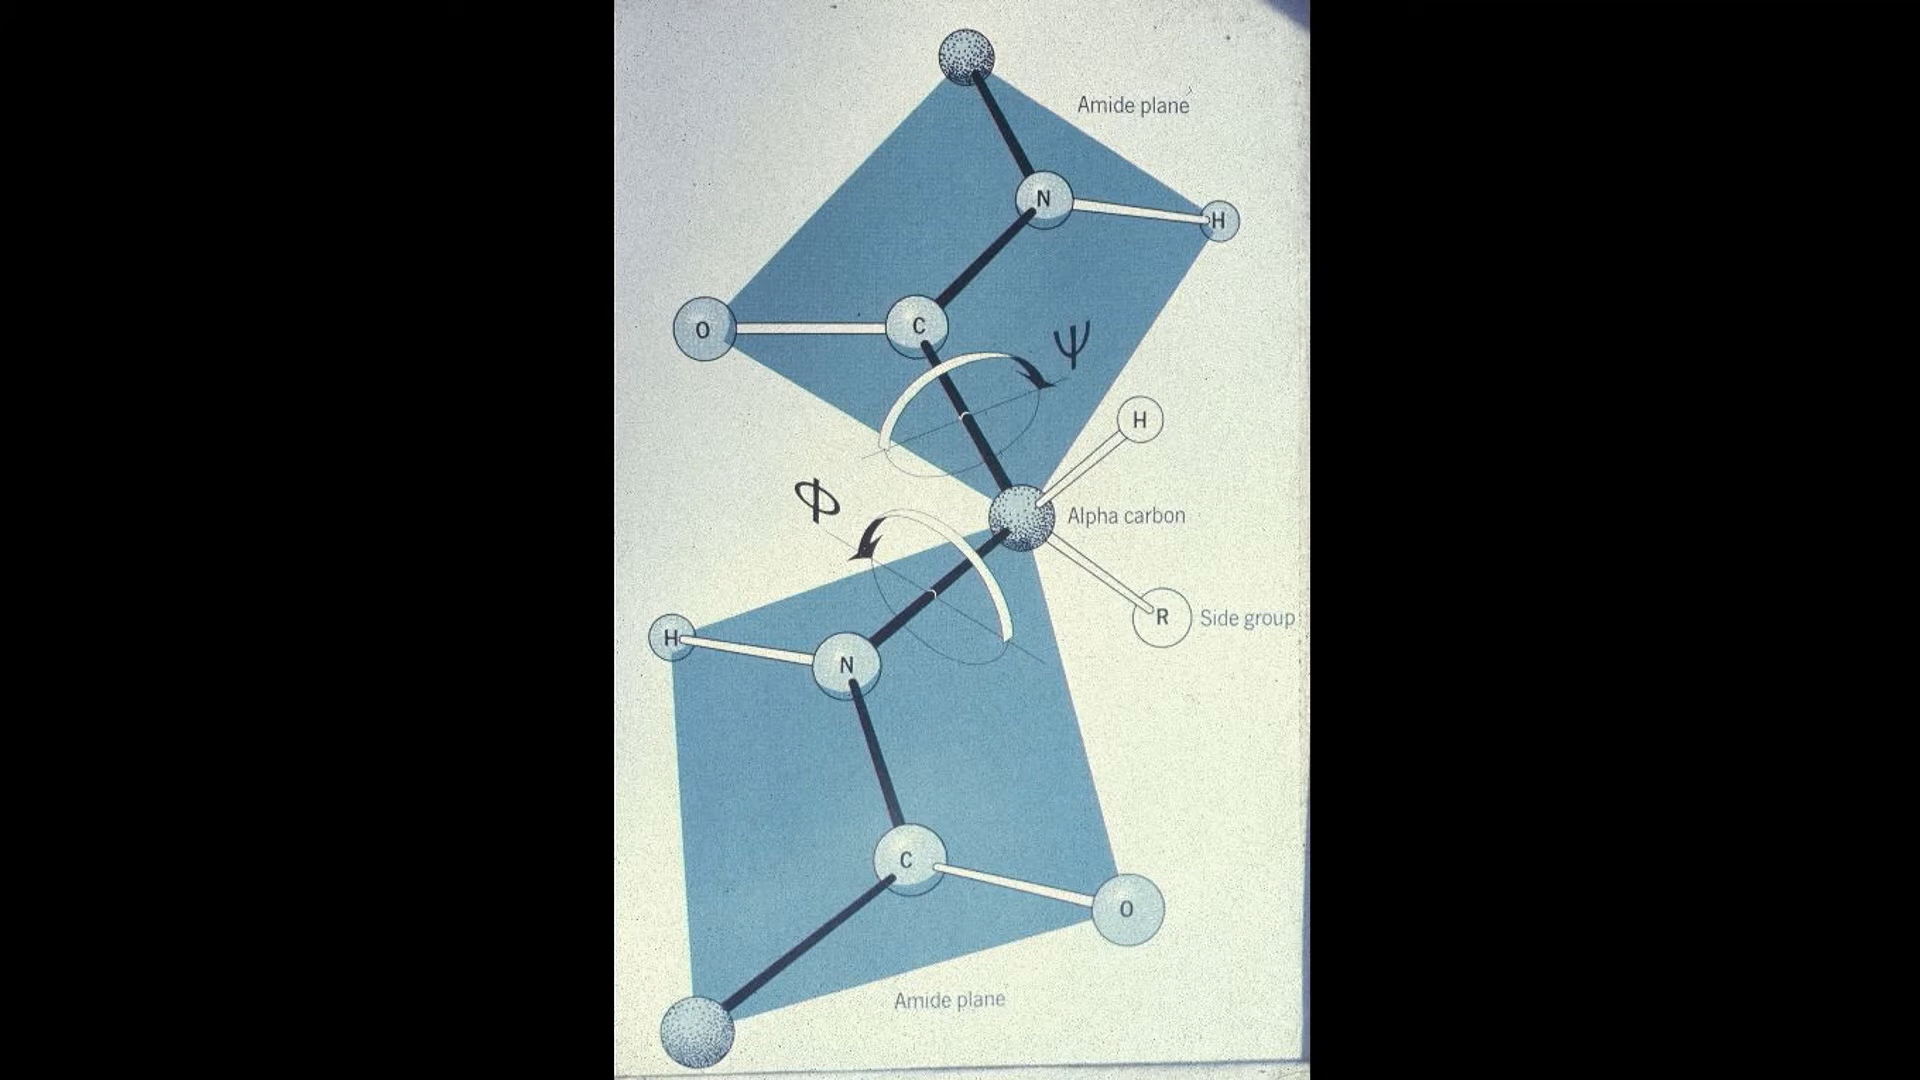 Amide plane
N
H
O
C
ψ
H
Φ
Alpha carbon
H
R
Side group
N
C
O
Amide plane